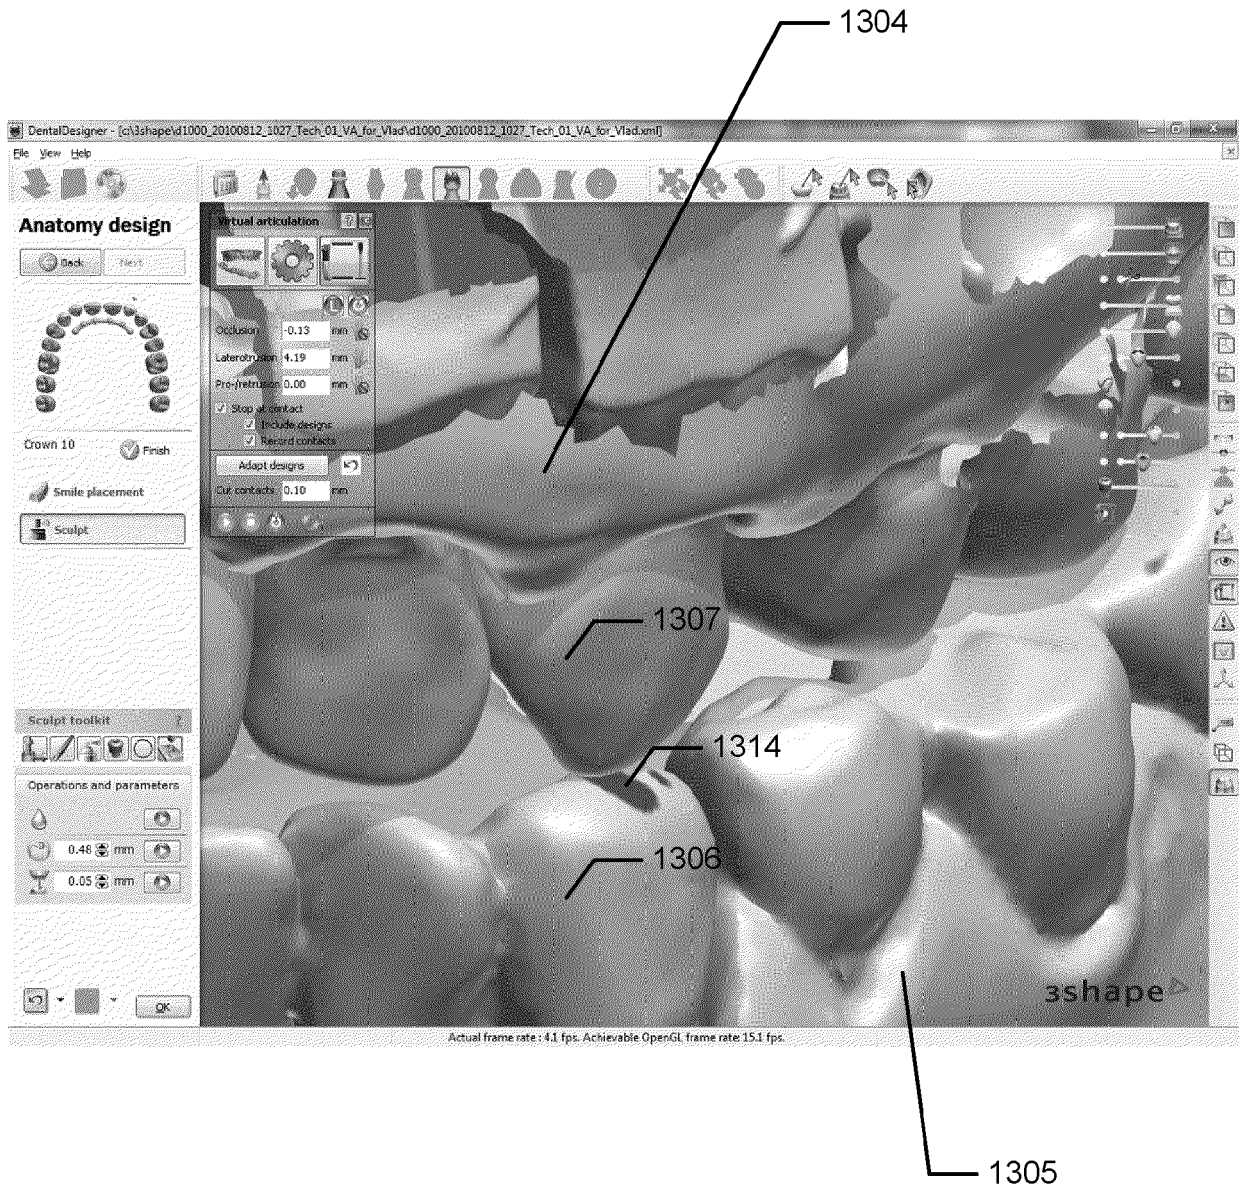 1304
DentalDesigner - [c:\3shape\d1000_20100812_1027_Tech_01_VA_for_Vlad\d1000_20100812_1027_Tech_01_VA_for_Vlad.xml]
File View Help
Anatomy design
Virtual articulation ?
Back Next
Occlusion -0.13 mm
Laterotrusion 4.19 mm
Pro-/retrusion 0.00 mm
Stop at contact
Include designs
Record contacts
Crown 10 Finish
Adapt designs
Smile placement
Cut contacts 0.10 mm
Sculpt
1307
Sculpt toolkit ?
1314
Operations and parameters
0.48 mm
1306
0.05 mm
3shape
OK
Actual frame rate : 4.1 fps. Achievable OpenGL frame rate: 15.1 fps.
1305